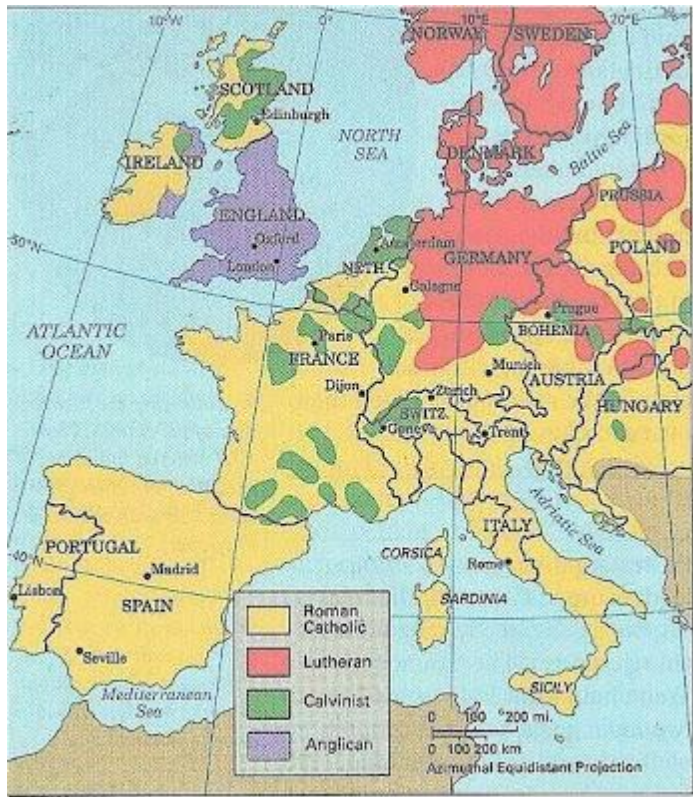 10°W
0°
10°E
20°E
NORWAY
SWEDEN
SCOTLAND
Edinburgh
NORTH
SEA
DENMARK
Baltic Sea
IRELAND
PRUSSIA
ENGLAND
Oxford
London
Amsterdam
NETH
GERMANY
POLAND
50°N
Cologne
Prague
BOHEMIA
ATLANTIC
OCEAN
Paris
FRANCE
Munich
AUSTRIA
Dijon
Zurich
SWITZ
Geneva
Trent
HUNGARY
ITALY
Adriatic Sea
PORTUGAL
40°N
Madrid
CORSICA
Rome
Lisbon
SPAIN
SARDINIA
Seville
Mediterranean
Sea
SICILY
Roman
Catholic
Lutheran
Calvinist
Anglican
0 100 200 mi.
0 100 200 km
Azimuthal Equidistant Projection